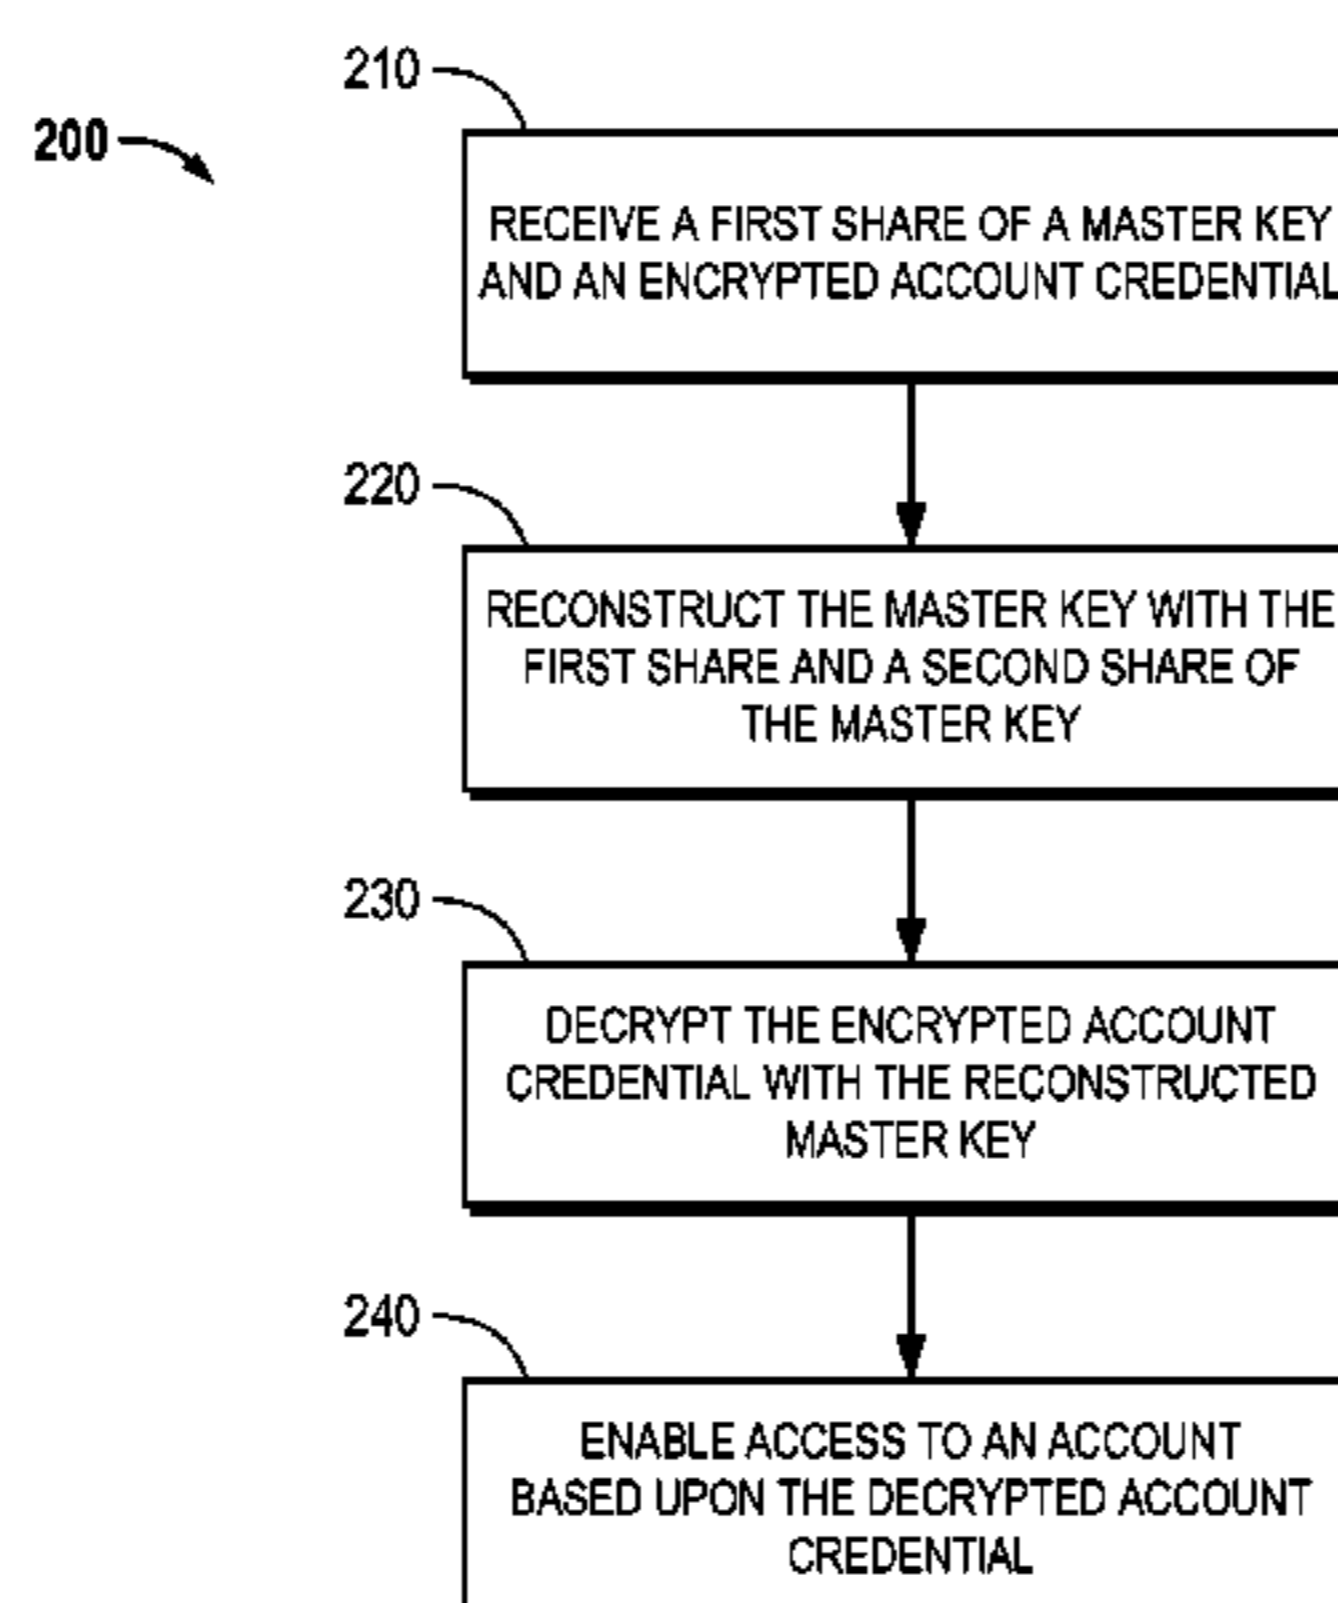 210
200
RECEIVE A FIRST SHARE OF A MASTER KEY
AND AN ENCRYPTED ACCOUNT CREDENTIAL
220
RECONSTRUCT THE MASTER KEY WITH THE
FIRST SHARE AND A SECOND SHARE OF
THE MASTER KEY
230
DECRYPT THE ENCRYPTED ACCOUNT
CREDENTIAL WITH THE RECONSTRUCTED
MASTER KEY
240
ENABLE ACCESS TO AN ACCOUNT
BASED UPON THE DECRYPTED ACCOUNT
CREDENTIAL